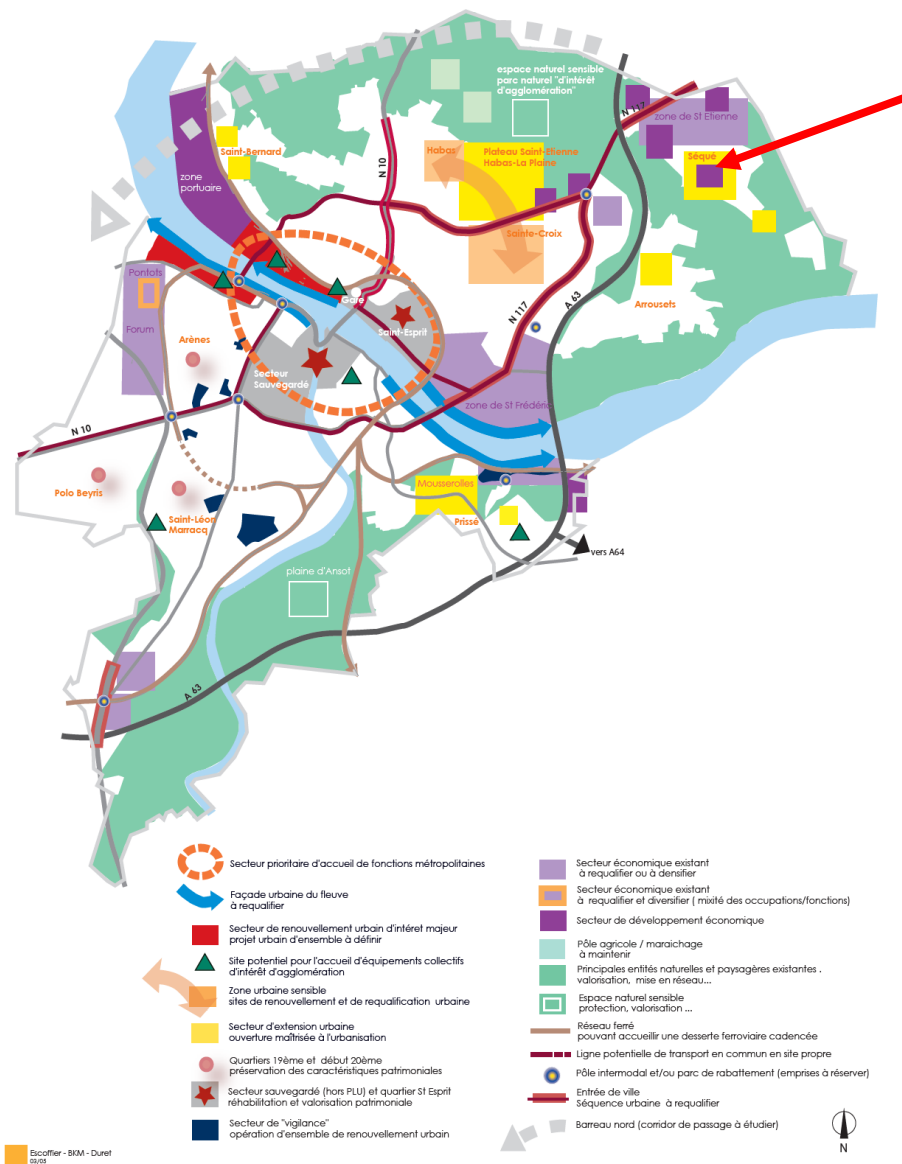 espace naturel sensible
parc naturel "d'intérêt
d'agglomération"
N 117
zone de St Etienne
Saint-Bernard
Habas
Plateau Saint-Etienne
Habas-La Plaine
Séqué
N 10
zone
portuaire
Sainte-Croix
Pontots
Gare
Arrousets
Forum
Saint-Esprit
N 117
A 63
Arènes
Secteur
Sauvegardé
zone de St Frédéric
N 10
Polo Beyris
Saint-Léon
Marracq
Mousserolles
Prissé
vers A64
plaine d'Ansot
A 63
Secteur prioritaire d'accueil de fonctions métropolitaines
Façade urbaine du fleuve
à requalifier
Secteur de renouvellement urbain d'intéret majeur
projet urbain d'ensemble à définir
Site potentiel pour l'accueil d'équipements collectifs
d'intérêt d'agglomération
Zone urbaine sensible
sites de renouvellement et de requalification urbaine
Secteur d'extension urbaine
ouverture maîtrisée à l'urbanisation
Quartiers 19ème et début 20ème
préservation des caractéristiques patrimoniales
Secteur sauvegardé (hors PLU) et quartier St Esprit
réhabilitation et valorisation patrimoniale
Secteur de "vigilance"
opération d'ensemble de renouvellement urbain
Secteur économique existant
à requalifier ou à densifier
Secteur économique existant
à requalifier et diversifier ( mixité des occupations/fonctions)
Secteur de développement économique
Pôle agricole / maraichage
à maintenir
Principales entités naturelles et paysagères existantes .
valorisation, mise en réseau...
Espace naturel sensible
protection, valorisation ...
Réseau ferré
pouvant accueillir une desserte ferroviaire cadencée
Ligne potentielle de transport en commun en site propre
Pôle intermodal et/ou parc de rabattement (emprises à réserver)
Entrée de ville
Séquence urbaine à requalifier
Barreau nord (corridor de passage à étudier)
N
Escoffier - BKM - Duret
03/05